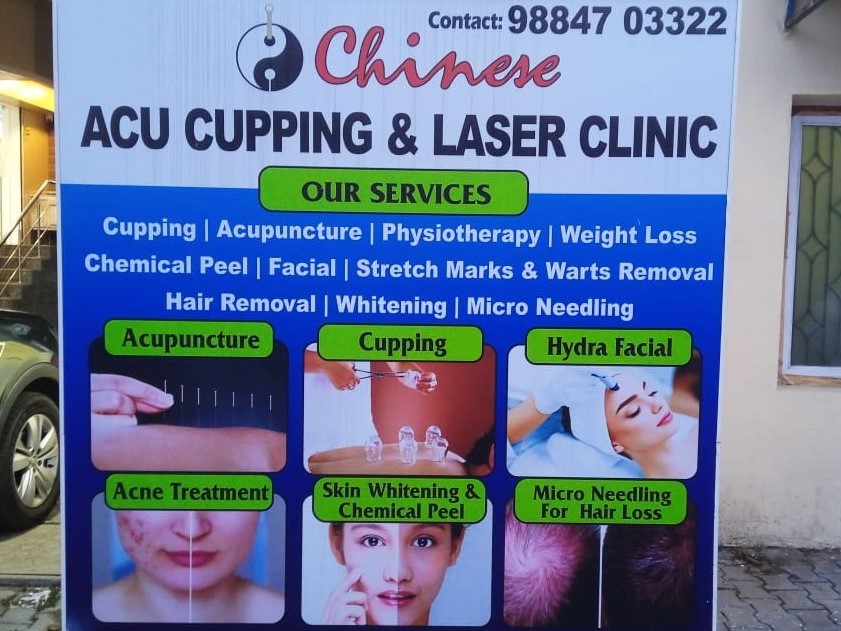 Contact: 98847 03322
Chinese
ACU CUPPING & LASER CLINIC
OUR SERVICES
Cupping | Acupuncture | Physiotherapy | Weight Loss
Chemical Peel | Facial | Stretch Marks & Warts Removal
Hair Removal | Whitening | Micro Needling
Acupuncture
Cupping
Hydra Facial
Acne Treatment
Skin Whitening &
Chemical Peel
Micro Needling
For Hair Loss